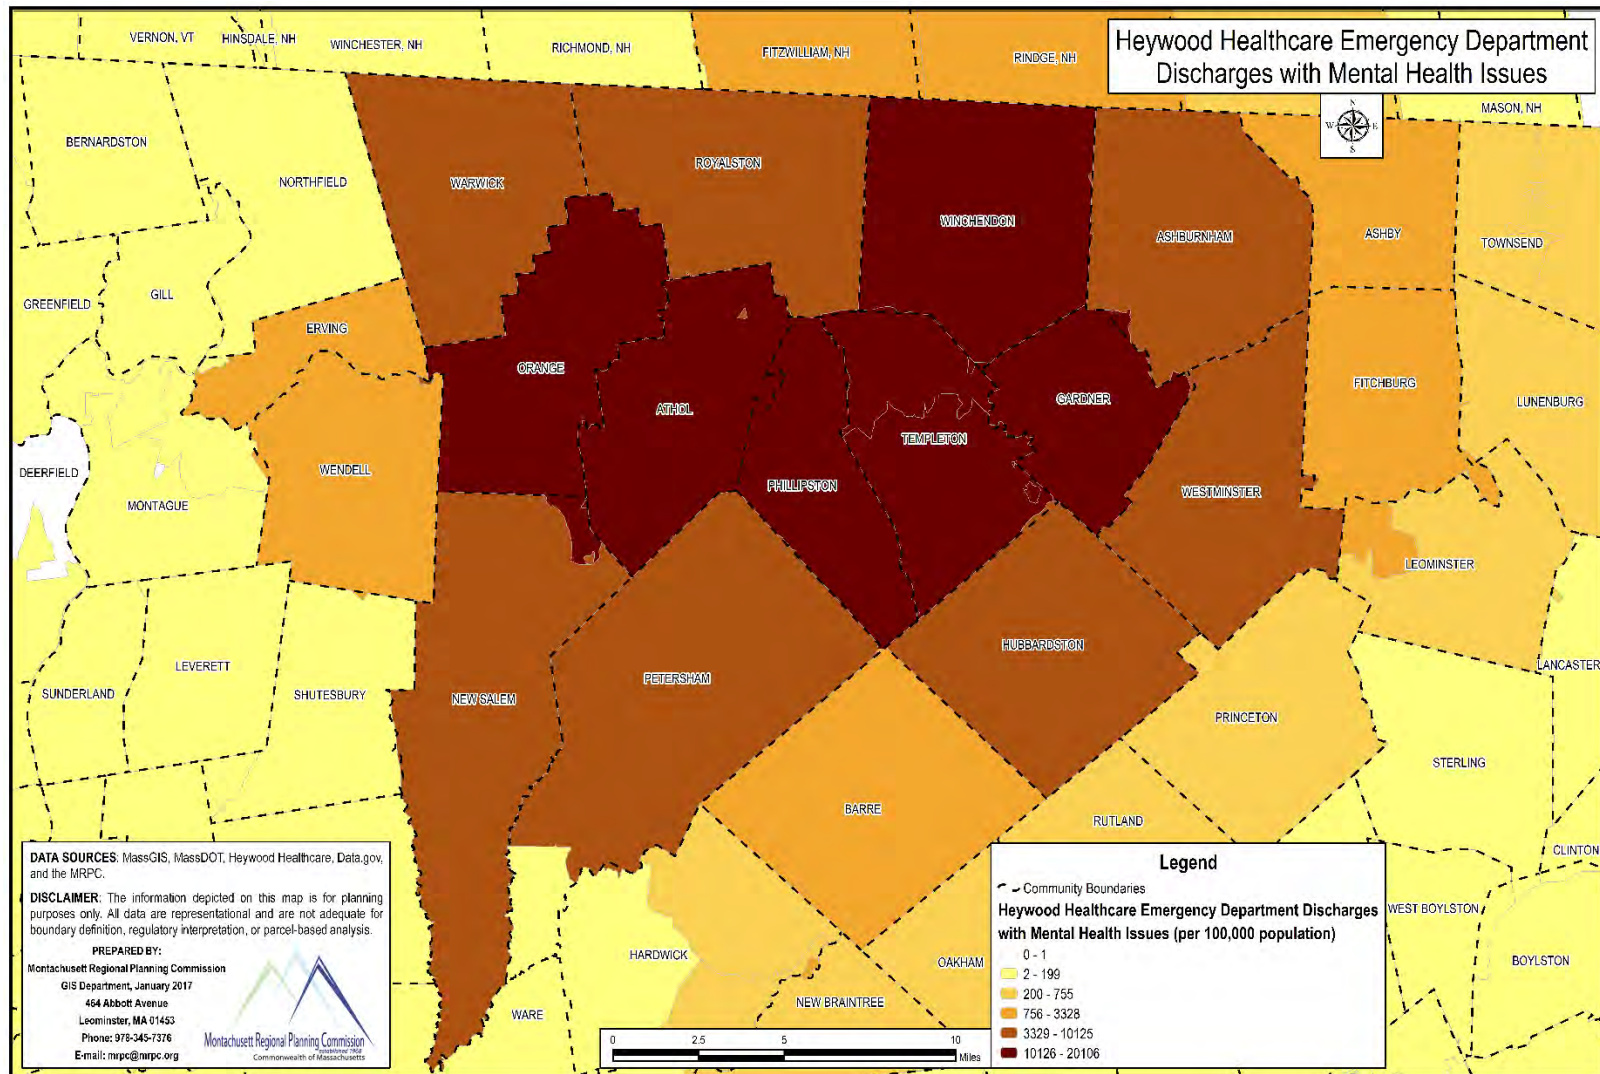 Heywood Healthcare Emergency Department
Discharges with Mental Health Issues
VERNON, VT
HINSDALE, NH
WINCHESTER, NH
RICHMOND, NH
FITZWILLIAM, NH
RINDGE, NH
MASON, NH
N
W E
S
BERNARDSTON
NORTHFIELD
WARWICK
ROYALSTON
WINCHENDON
ASHBURNHAM
ASHBY
TOWNSEND
GREENFIELD
GILL
ERVING
ORANGE
ATHOL
PHILLIPSTON
TEMPLETON
GARDNER
FITCHBURG
LUNENBURG
DEERFIELD
MONTAGUE
WENDELL
WESTMINSTER
LEOMINSTER
SUNDERLAND
LEVERETT
SHUTESBURY
NEW SALEM
PETERSHAM
HUBBARDSTON
PRINCETON
LANCASTER
STERLING
BARRE
RUTLAND
CLINTON
HARDWICK
OAKHAM
WEST BOYLSTON
BOYLSTON
NEW BRAINTREE
WARE
DATA SOURCES: MassGIS, MassDOT, Heywood Healthcare, Data.gov,
and the MRPC.
DISCLAIMER: The information depicted on this map is for planning
purposes only. All data are representational and are not adequate for
boundary definition, regulatory interpretation, or parcel-based analysis.
PREPARED BY:
Montachusett Regional Planning Commission
GIS Department, January 2017
464 Abbott Avenue
Leominster, MA 01453
Phone: 978-345-7376
E-mail: mrpc@mrpc.org
Montachusett Regional Planning Commission
established 1968
Commonwealth of Massachusetts
0 2.5 5 10
Miles
Legend
Community Boundaries
Heywood Healthcare Emergency Department Discharges
with Mental Health Issues (per 100,000 population)
0 - 1
2 - 199
200 - 755
756 - 3328
3329 - 10125
10126 - 20106